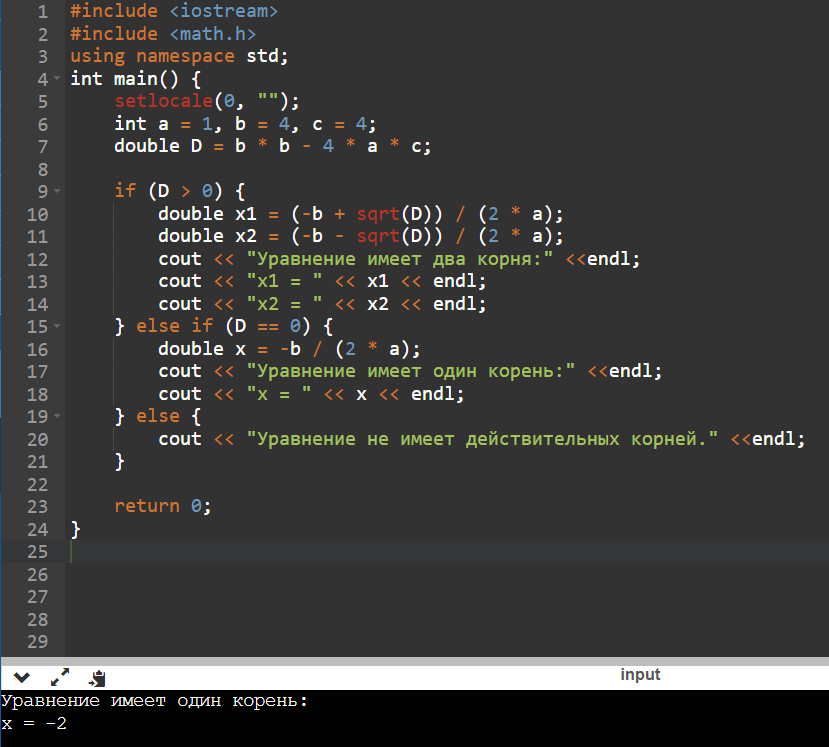 1 #include <iostream>
2 #include <math.h>
3 using namespace std;
4 int main() {
5     setlocale(0, "");
6     int a = 1, b = 4, c = 4;
7     double D = b * b - 4 * a * c;
8
9     if (D > 0) {
10         double x1 = (-b + sqrt(D)) / (2 * a);
11         double x2 = (-b - sqrt(D)) / (2 * a);
12         cout << "Уравнение имеет два корня:" <<endl;
13         cout << "x1 = " << x1 << endl;
14         cout << "x2 = " << x2 << endl;
15     } else if (D == 0) {
16         double x = -b / (2 * a);
17         cout << "Уравнение имеет один корень:" <<endl;
18         cout << "x = " << x << endl;
19     } else {
20         cout << "Уравнение не имеет действительных корней." <<endl;
21     }
22
23     return 0;
24 }
25
26
27
28
29
input
Уравнение имеет один корень:
x = -2